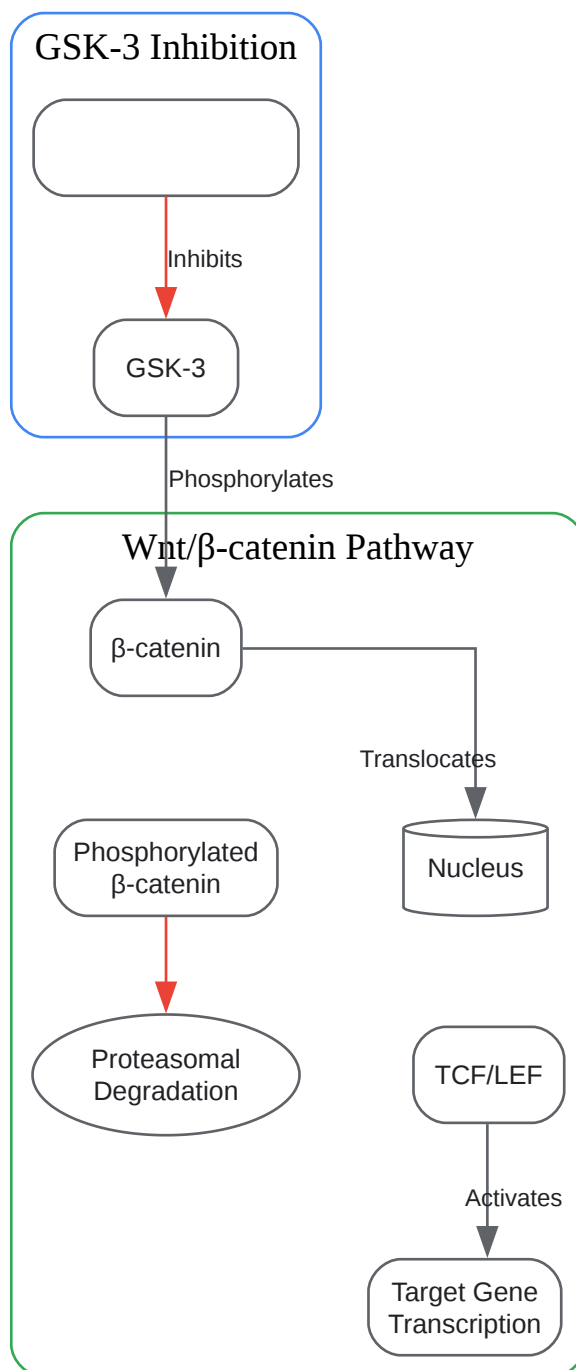 GSK-3 Inhibition
Inhibits
GSK-3
Phosphorylates
Wnt/β-catenin Pathway
β-catenin
Translocates
Phosphorylated
β-catenin
Nucleus
Proteasomal
Degradation
TCF/LEF
Activates
Target Gene
Transcription